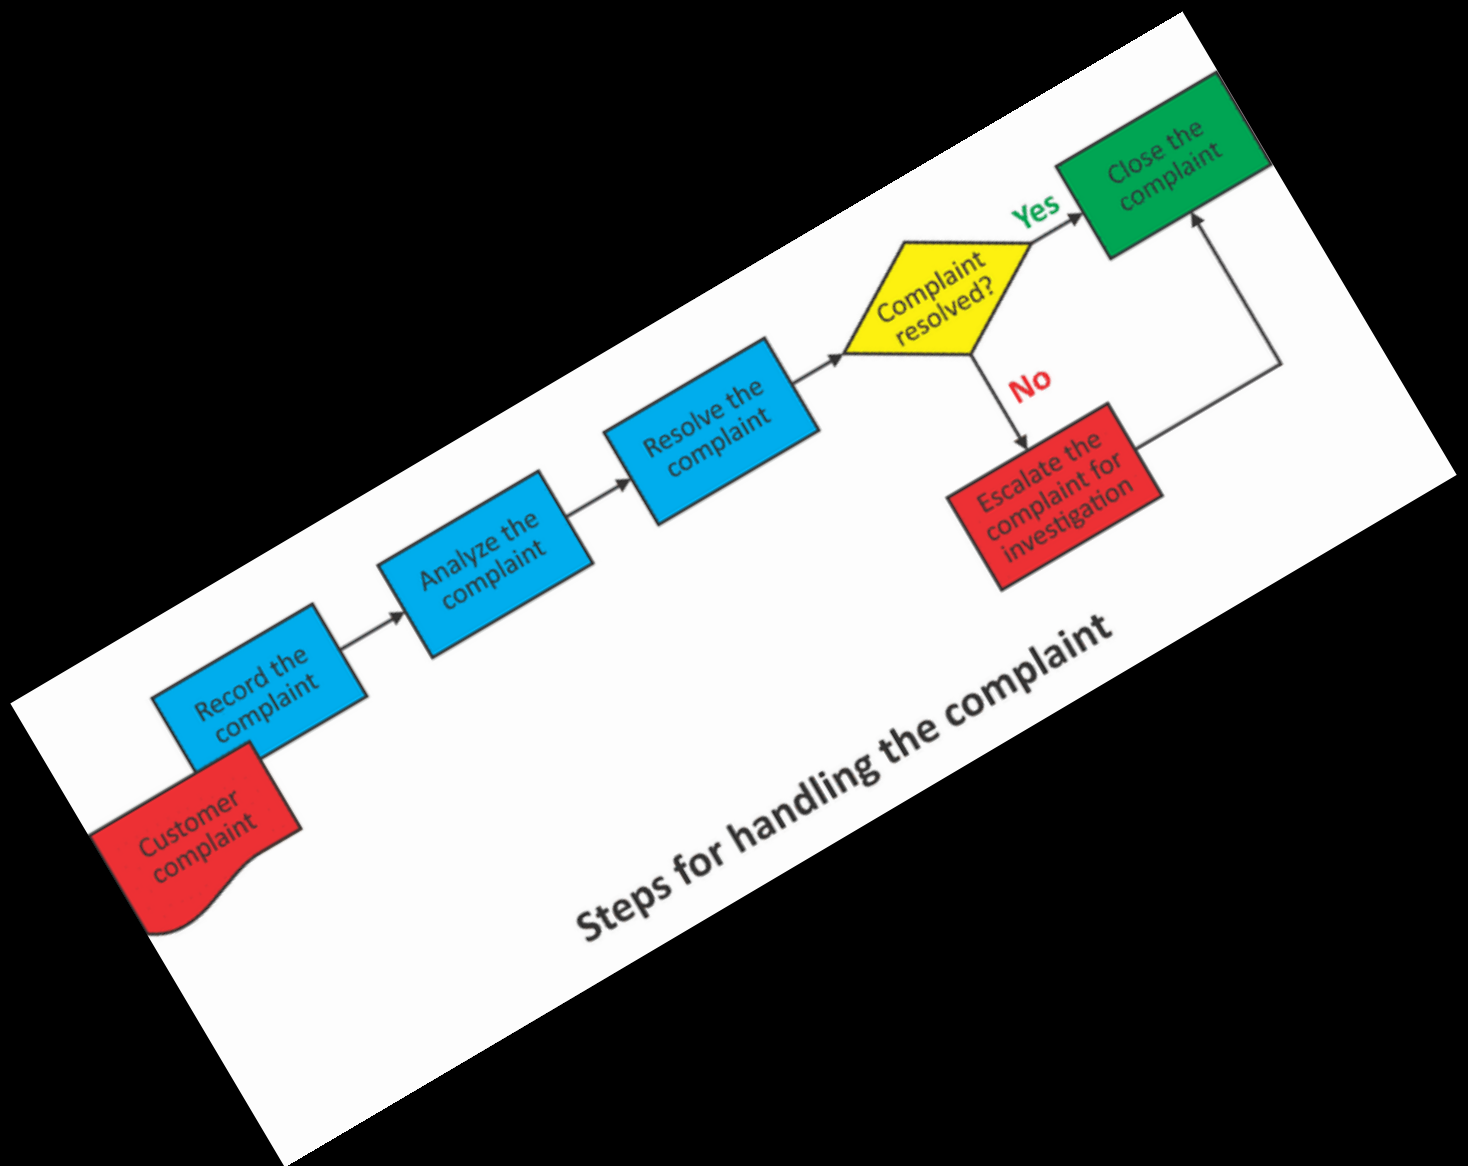 Record the
complaint
Customer
complaint
Analyze the
complaint
Resolve the
complaint
Complaint
resolved?
Yes
No
Close the
complaint
Escalate the
complaint for
investigation
Steps for handling the complaint